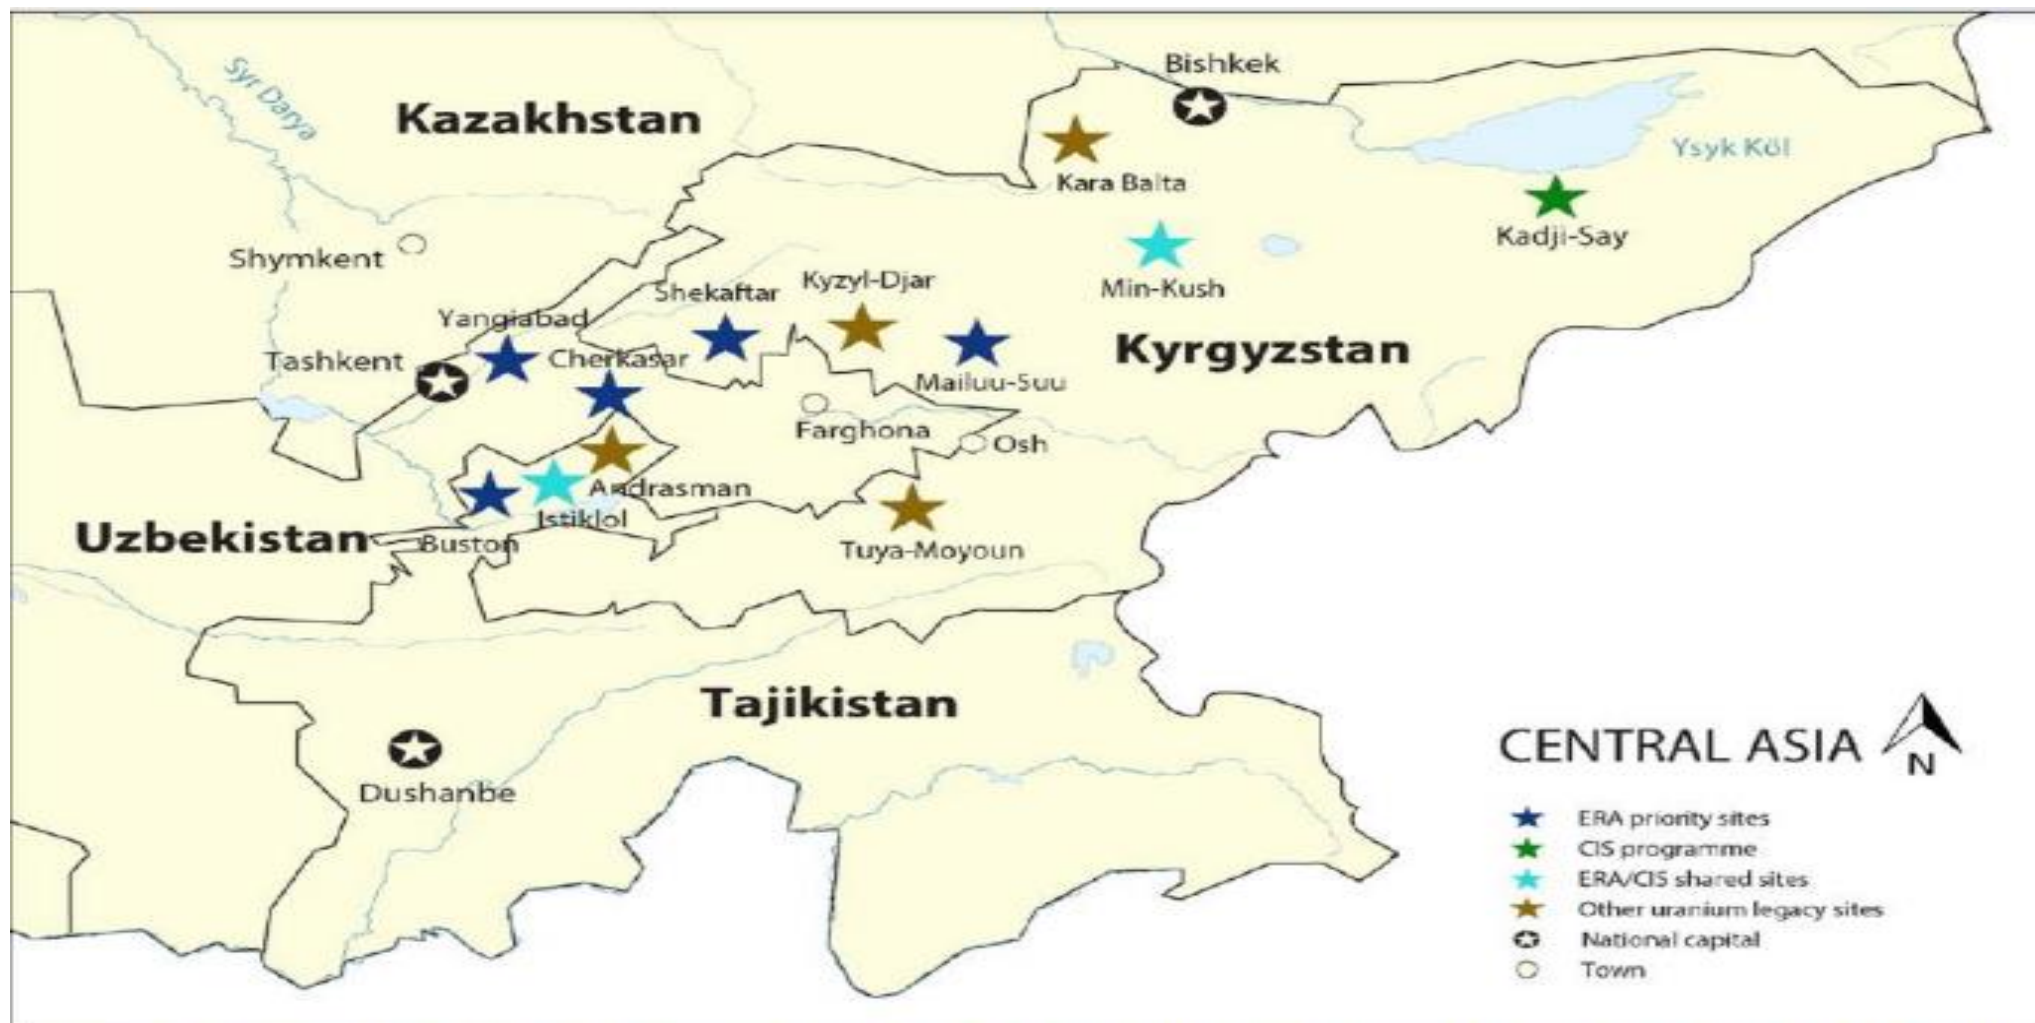 Bishkek
Syr Darya
Kazakhstan
Ysyk Köl
Kara Balta
Kadji-Say
Shymkent
Kyzyl-Djar
Min-Kush
Shekaftar
Yangiabad
Tashkent
Cherkasar
Kyrgyzstan
Mailuu-Suu
Farghona
Osh
Andrasman
Istiklol
Uzbekistan
Buston
Tuya-Moyoun
Tajikistan
Dushanbe
CENTRAL ASIA
N
ERA priority sites
CIS programme
ERA/CIS shared sites
Other uranium legacy sites
National capital
Town